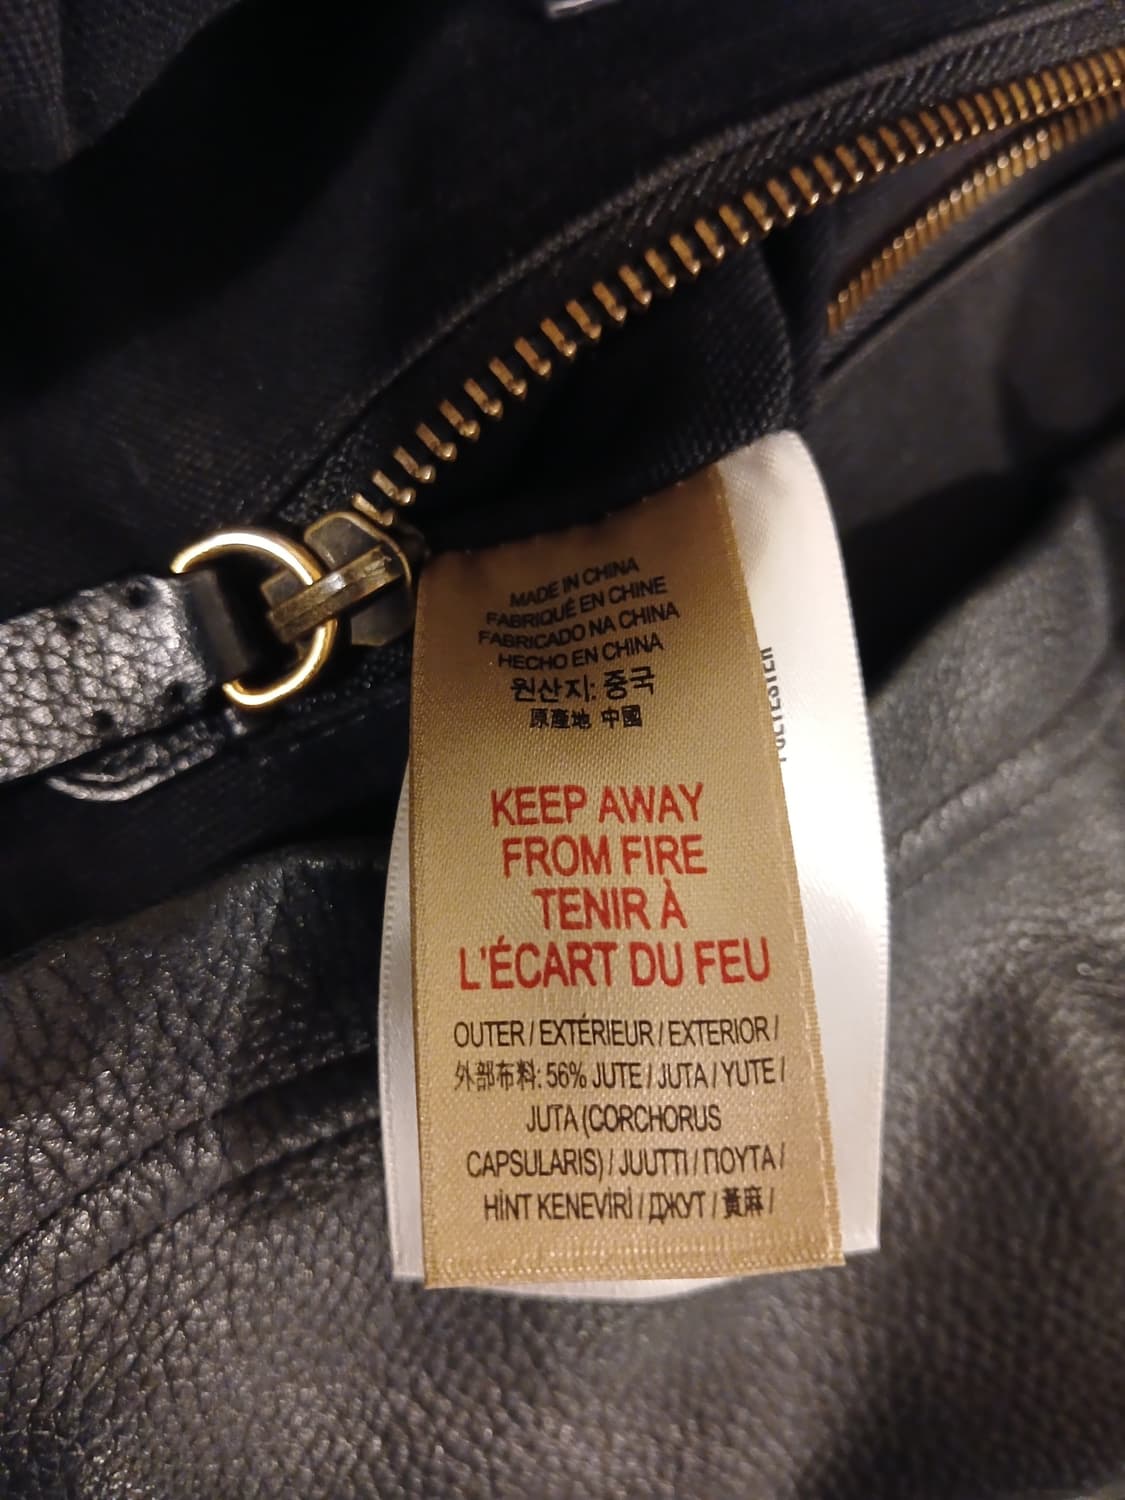 MADE IN CHINA
FABRIQUÉ EN CHINE
FABRICADO NA CHINA
HECHO EN CHINA
원산지: 중국
原產地 中國
KEEP AWAY
FROM FIRE
TENIR À
L'ÉCART DU FEU
OUTER / EXTÉRIEUR / EXTERIOR /
外部布料: 56% JUTE / JUTA / YUTE /
JUTA (CORCHORUS
CAPSULARIS) / JUUTTI / ΓΙΟΥΤΑ /
HİNT KENEVİRİ / ДЖУТ / 黃麻 /
POLYESTER